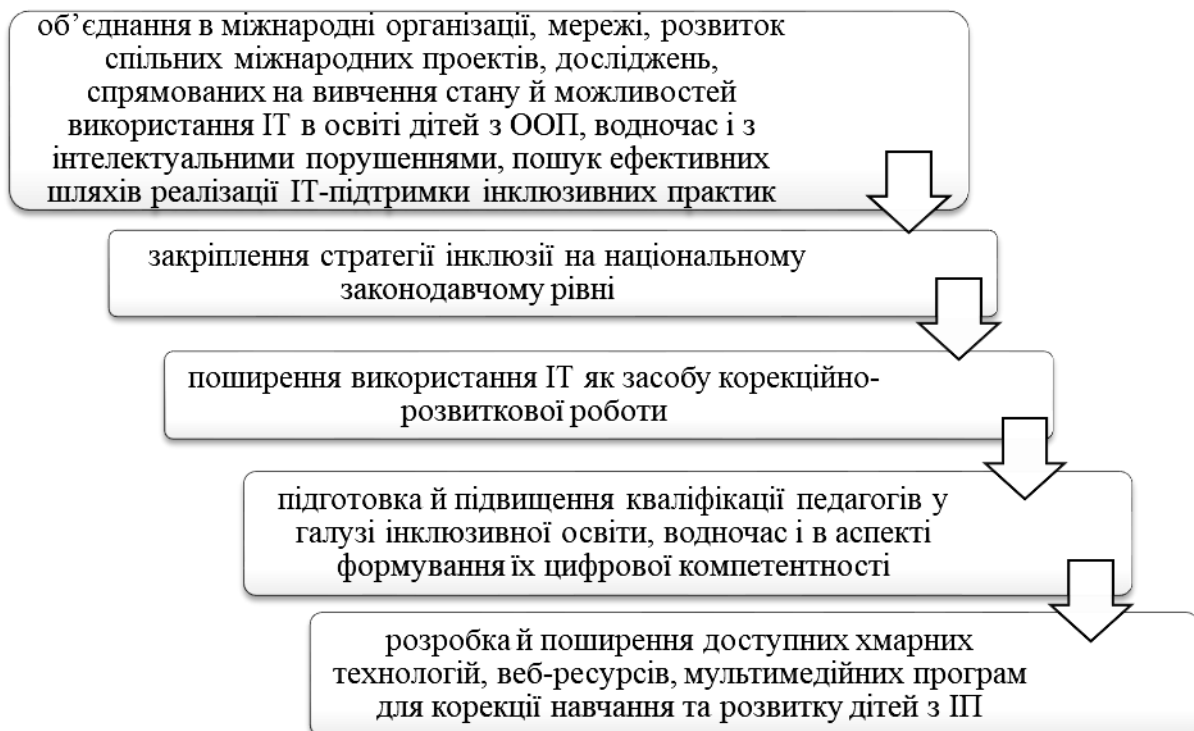 об’єднання в міжнародні організації, мережі, розвиток
спільних міжнародних проектів, досліджень,
спрямованих на вивчення стану й можливостей
використання ІТ в освіті дітей з ООП, водночас і з
інтелектуальними порушеннями, пошук ефективних
шляхів реалізації ІТ-підтримки інклюзивних практик
закріплення стратегії інклюзії на національному
законодавчому рівні
поширення використання ІТ як засобу корекційно-
розвиткової роботи
підготовка й підвищення кваліфікації педагогів у
галузі інклюзивної освіти, водночас і в аспекті
формування їх цифрової компетентності
розробка й поширення доступних хмарних
технологій, веб-ресурсів, мультимедійних програм
для корекції навчання та розвитку дітей з ІП